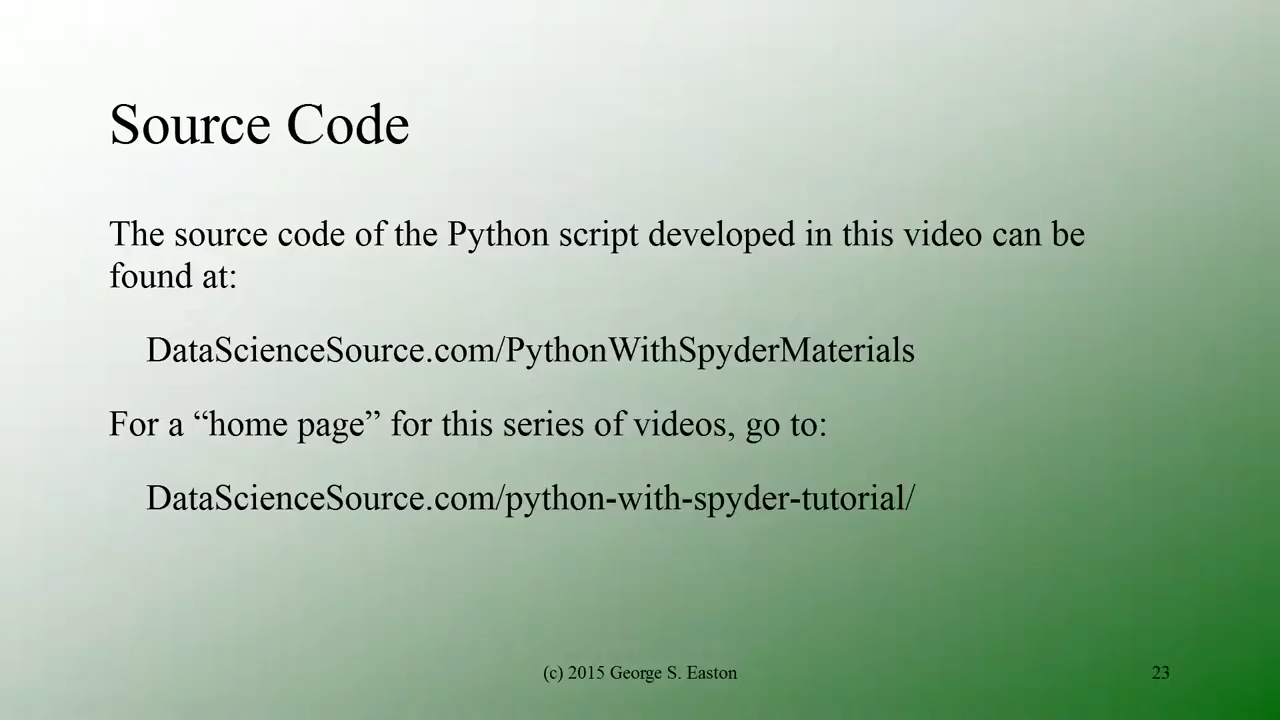 Source Code
The source code of the Python script developed in this video can be
found at:
DataScienceSource.com/PythonWithSpyderMaterials
For a “home page” for this series of videos, go to:
DataScienceSource.com/python-with-spyder-tutorial/
(c) 2015 George S. Easton
23